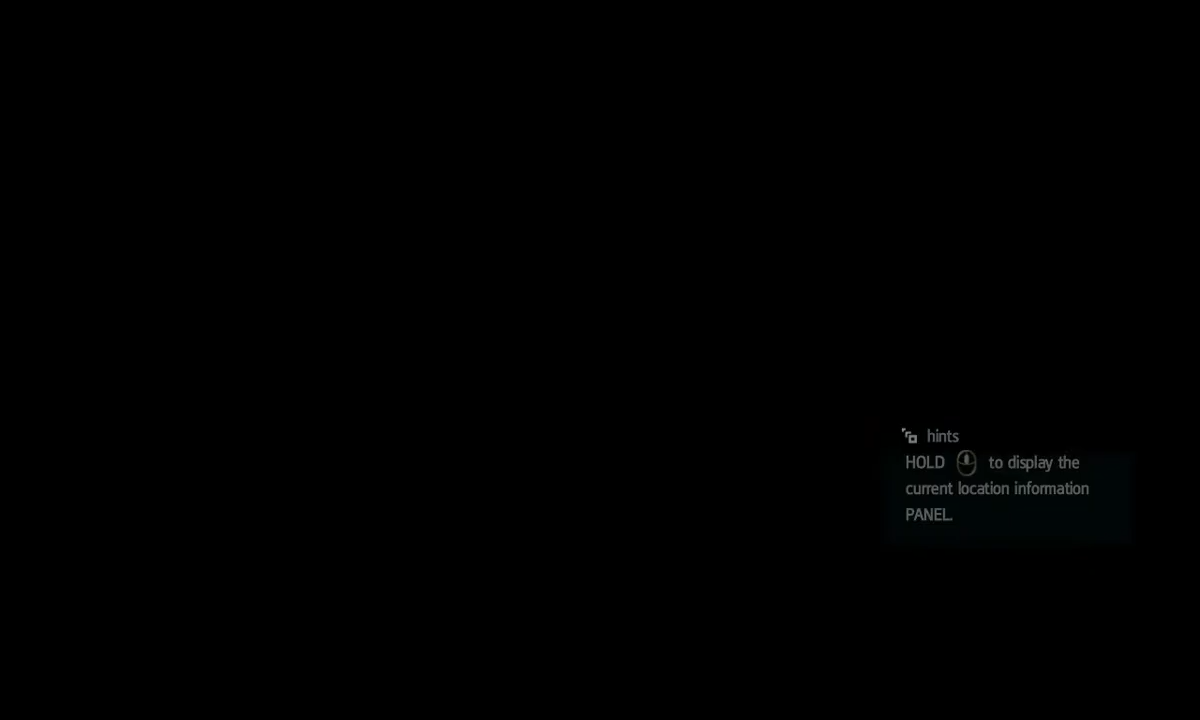 hints
HOLD to display the
current location information
PANEL.